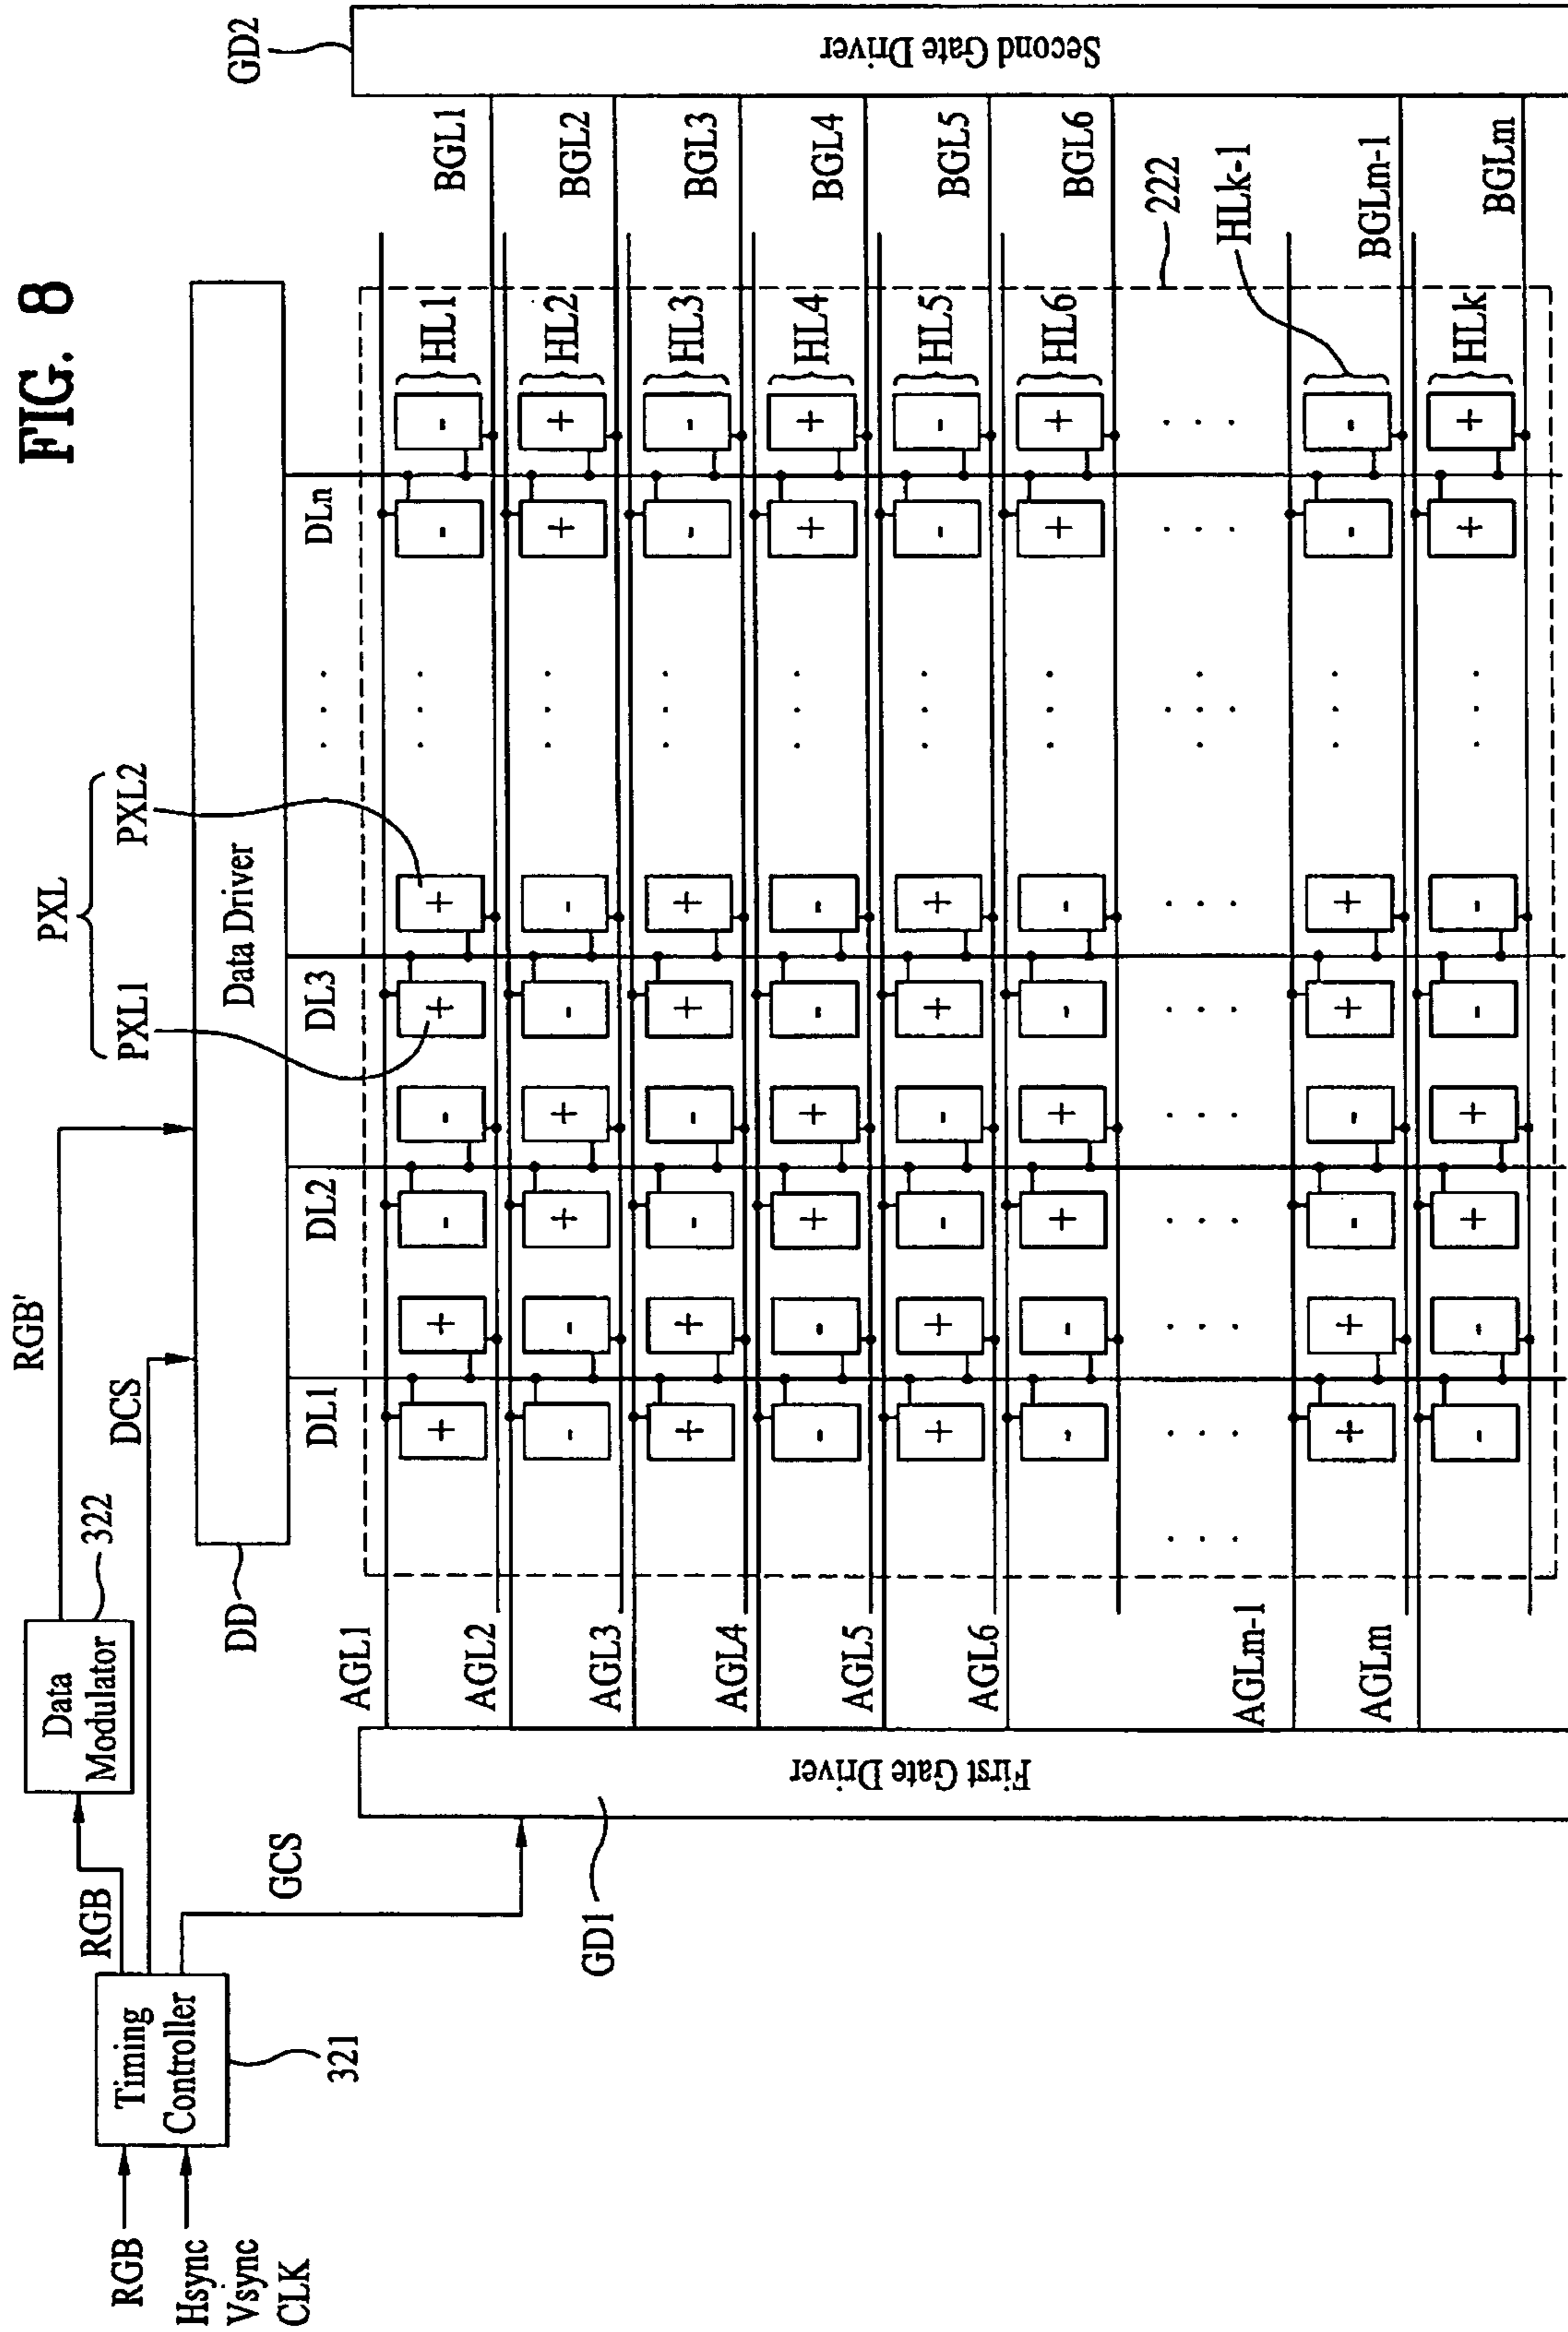 FIG. 8
RGB
Hsync
Vsync
CLK
Timing
Controller
321
RGB
Data
Modulator
322
RGB'
DCS
GCS
PXL
PXL1
PXL2
DD
Data Driver
DL1
DL2
DL3
. . .
DLn
GD1
First Gate Driver
GD2
Second Gate Driver
AGL1
AGL2
AGL3
AGL4
AGL5
AGL6
AGLm-1
AGLm
BGL1
BGL2
BGL3
BGL4
BGL5
BGL6
BGLm-1
BGLm
222
HL1
HL2
HL3
HL4
HL5
HL6
HLk-1
HLk
+ + - - + + . . . - -
- - + + - - . . . + +
+ + - - + + . . . - -
- - + + - - . . . + +
+ + - - + + . . . - -
- - + + - - . . . + +
. . . . . . . . . . . . . . . . . .
+ + - - + + . . . - -
- - + + - - . . . + +